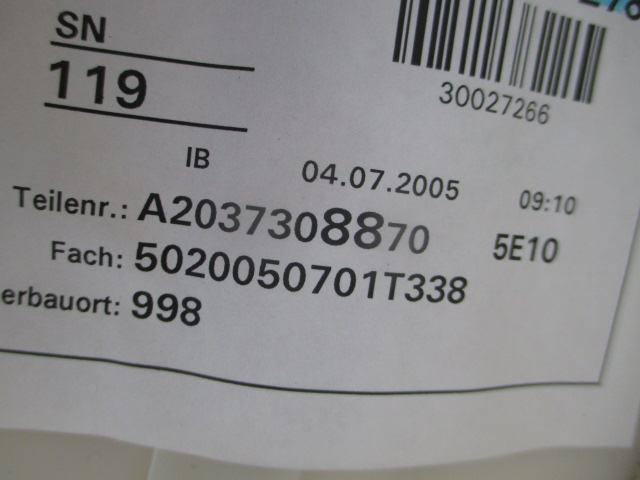 SN
119
30027266
IB 04.07.2005 09:10
Teilenr.: A2037308870 5E10
Fach: 5020050701T338
erbauort: 998